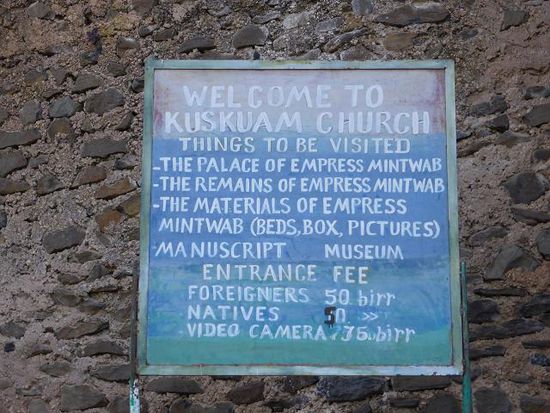 WELCOME TO
KUSKUAM CHURCH
THINGS TO BE VISITED
-THE PALACE OF EMPRESS MINTWAB
-THE REMAINS OF EMPRESS MINTWAB
-THE MATERIALS OF EMPRESS
MINTWAB (BEDS, BOX, PICTURES)
-MANUSCRIPT MUSEUM
ENTRANCE FEE
FOREIGNERS 50 birr
NATIVES >>
VIDEO CAMERA 75 birr